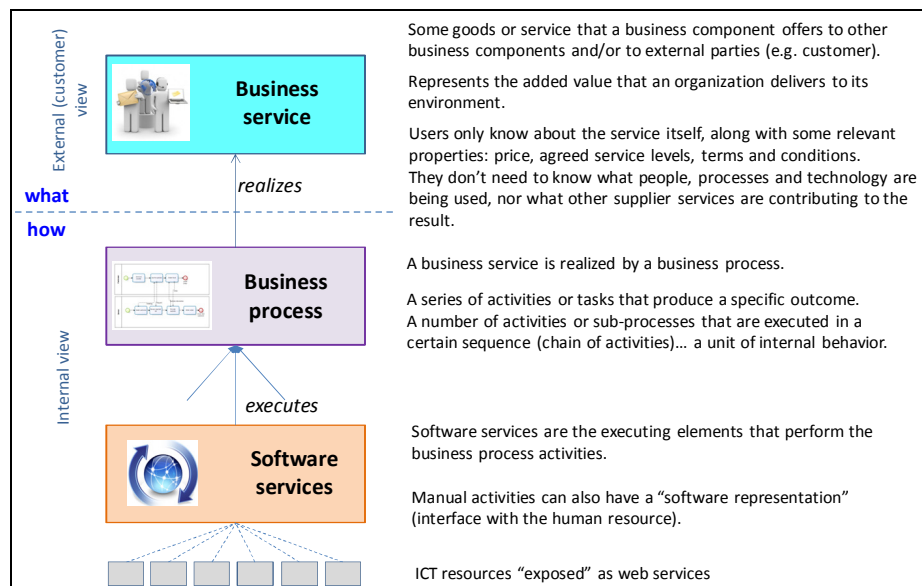 Some goods or service that a business component offers to other
business components and/or to external parties (e.g. customer).
Represents the added value that an organization delivers to its
environment.
Users only know about the service itself, along with some relevant
properties: price, agreed service levels, terms and conditions.
They don't need to know what people, processes and technology are
being used, nor what other supplier services are contributing to the
result.
External (customer)
view
Business
service
realizes
what
how
Internal view
Business
process
A business service is realized by a business process.
A series of activities or tasks that produce a specific outcome.
A number of activities or sub-processes that are executed in a
certain sequence (chain of activities)... a unit of internal behavior.
executes
Software
services
Software services are the executing elements that perform the
business process activities.
Manual activities can also have a “software representation”
(interface with the human resource).
ICT resources “exposed” as web services